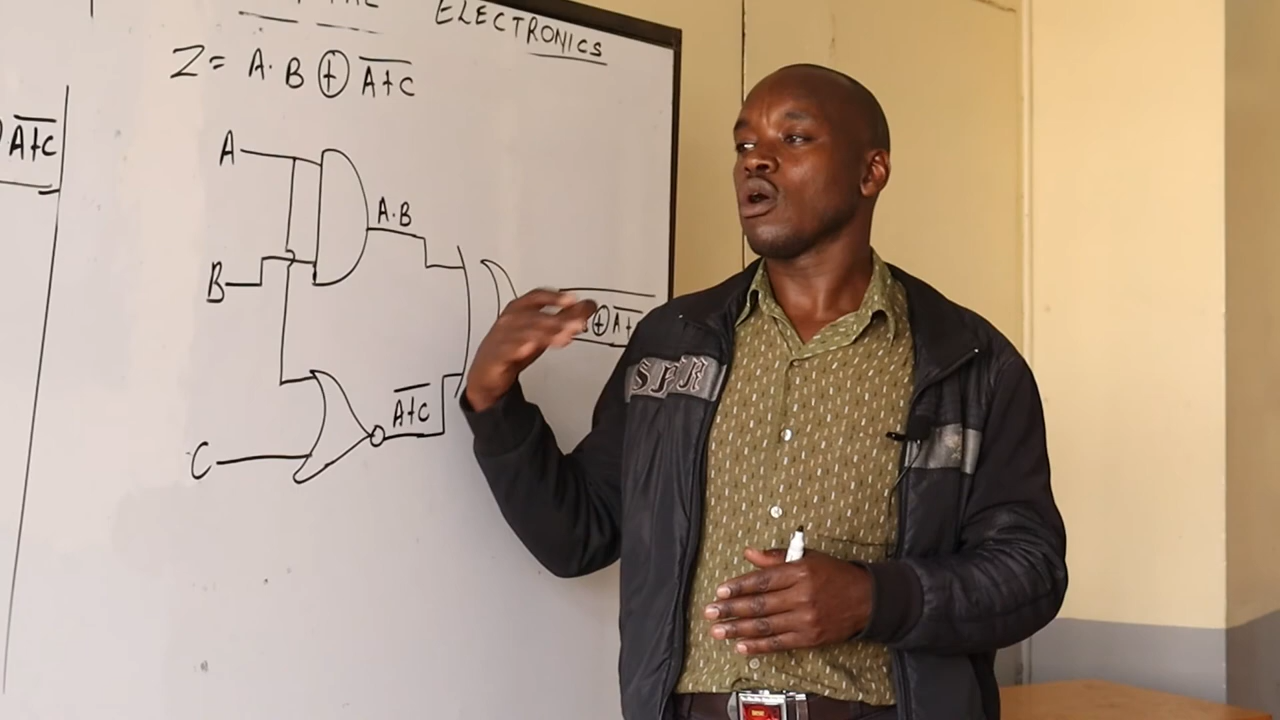 ELECTRONICS
Z= A·B ⊕ A̅+̅C̅
A̅+̅C̅
A
A·B
B
⊕ A+
A̅+̅C̅
C
SFR